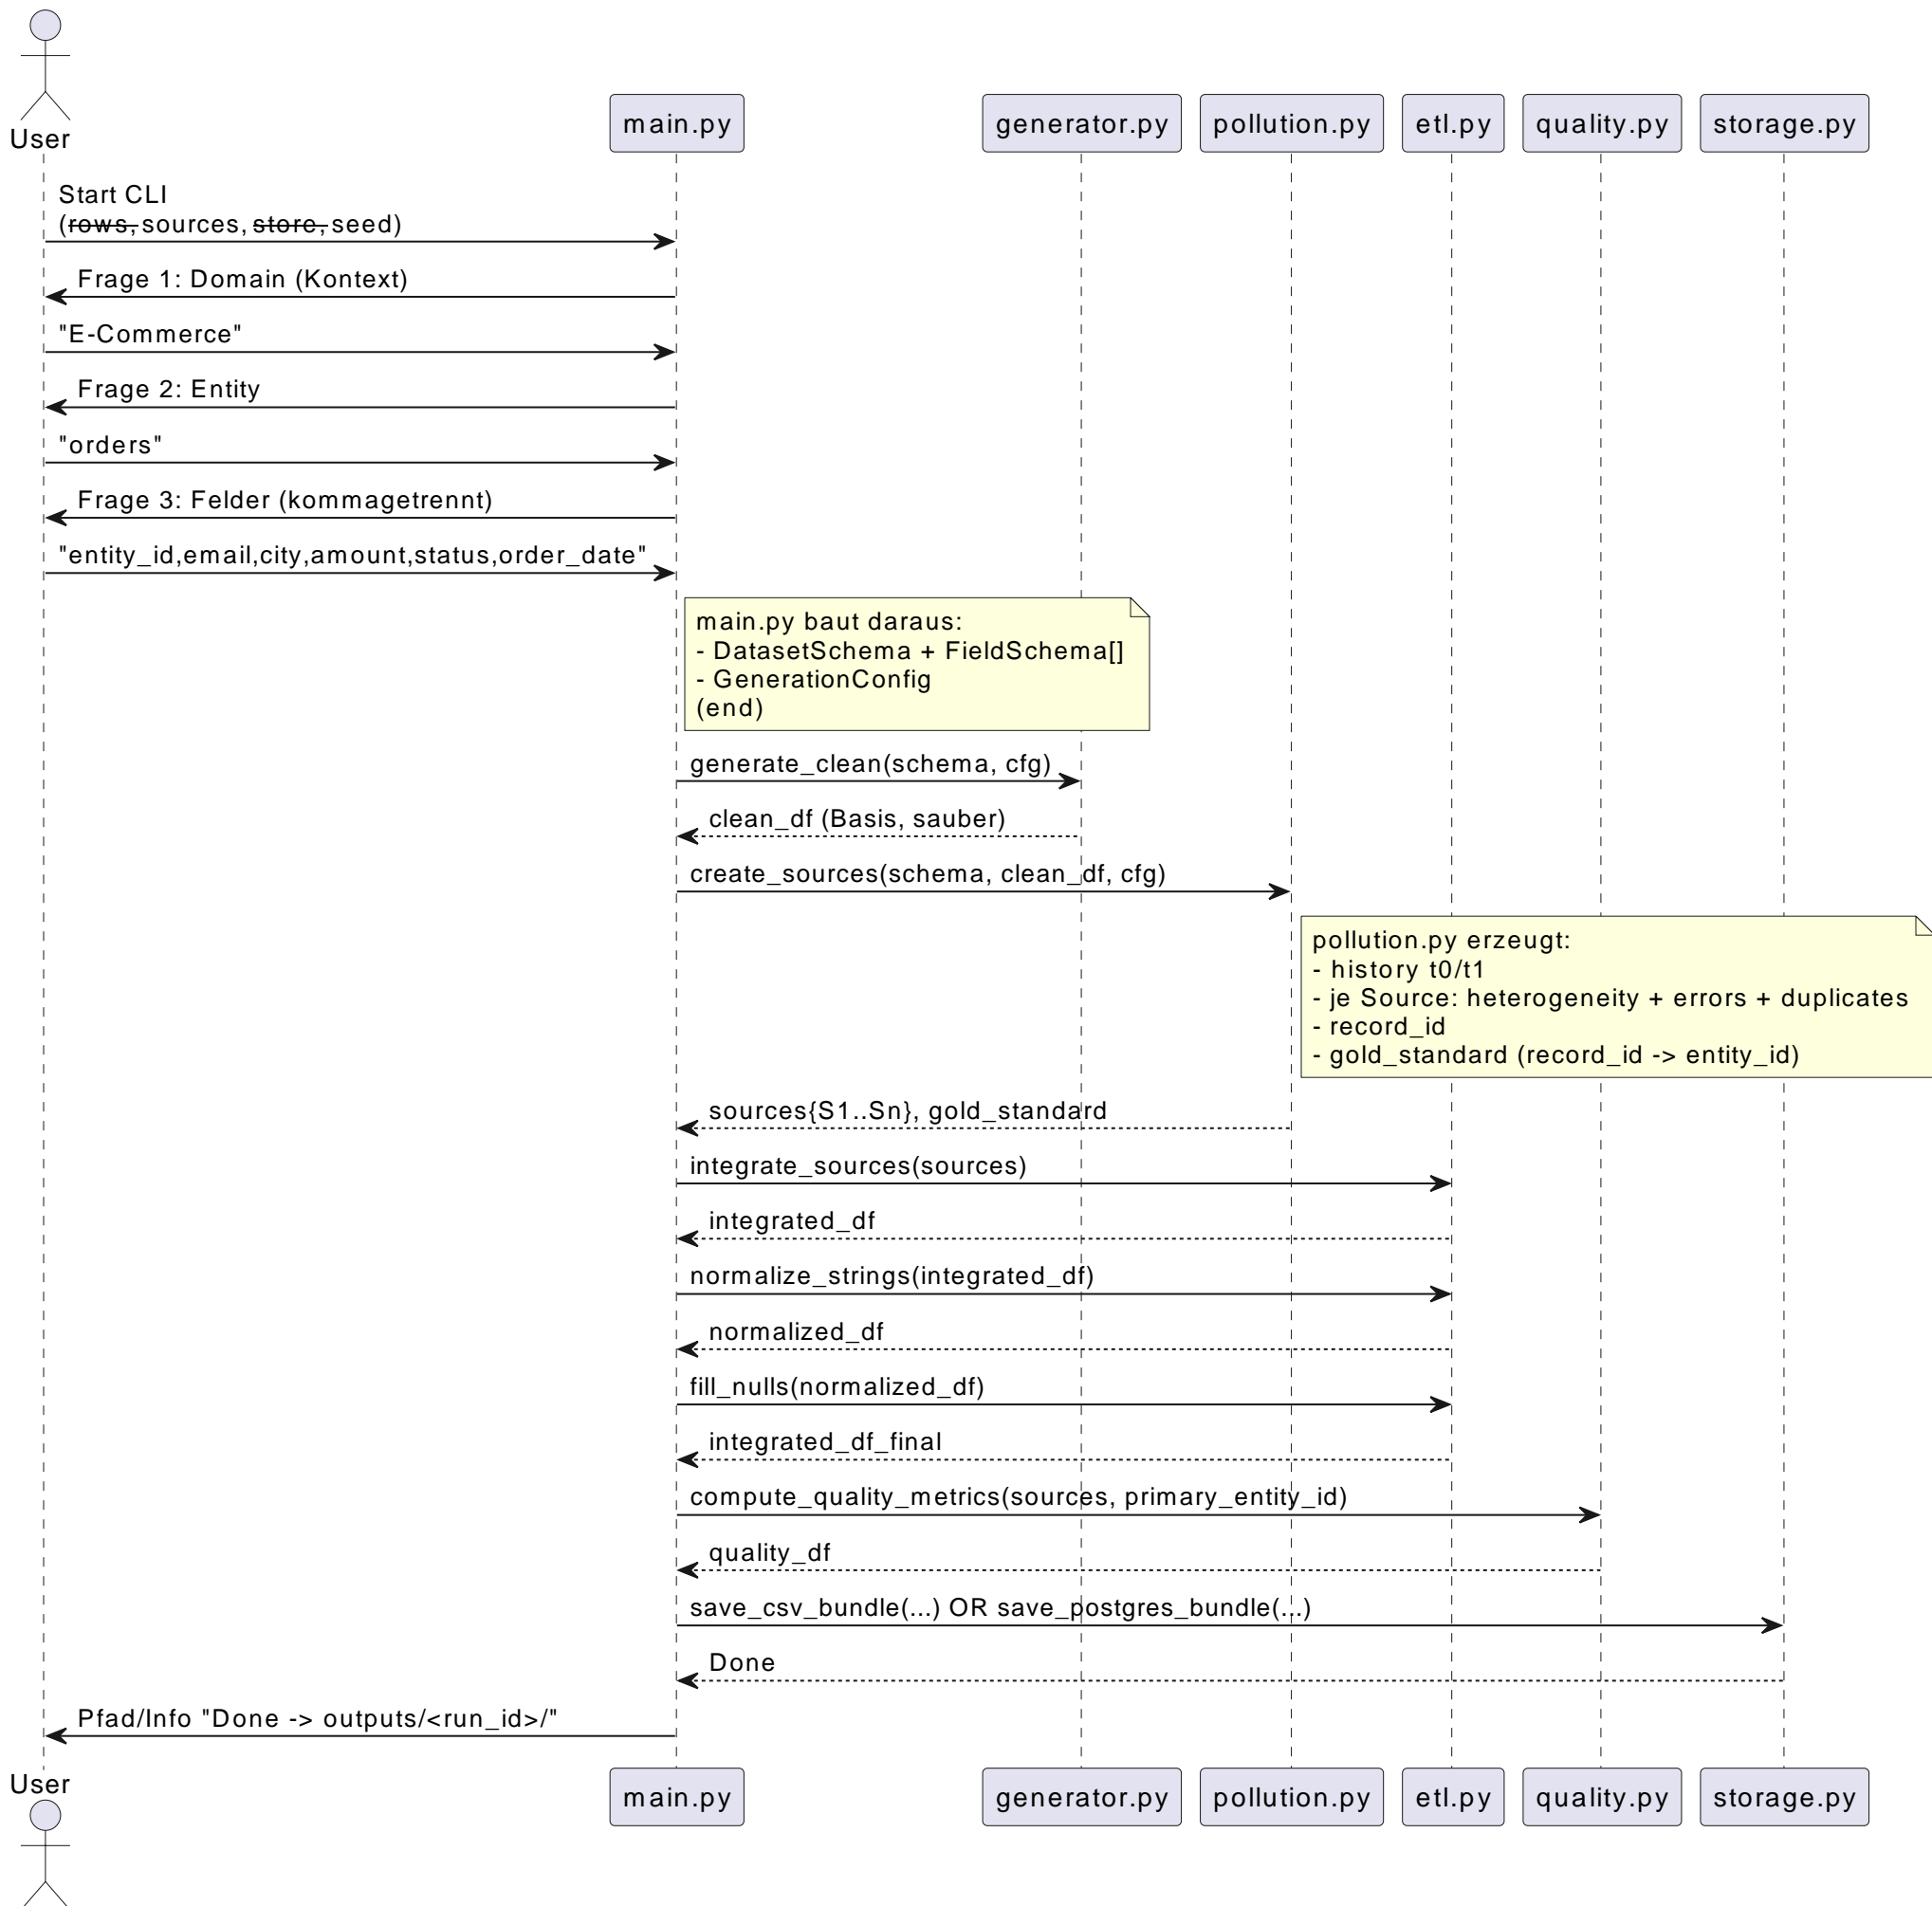 User
main.py
generator.py
pollution.py
etl.py
quality.py
storage.py
Start CLI
(rows, sources, store, seed)
Frage 1: Domain (Kontext)
"E-Commerce"
Frage 2: Entity
"orders"
Frage 3: Felder (kommagetrennt)
"entity_id,email,city,amount,status,order_date"
main.py baut daraus:
- DatasetSchema + FieldSchema[]
- GenerationConfig
(end)
generate_clean(schema, cfg)
clean_df (Basis, sauber)
create_sources(schema, clean_df, cfg)
pollution.py erzeugt:
- history t0/t1
- je Source: heterogeneity + errors + duplicates
- record_id
- gold_standard (record_id -> entity_id)
sources{S1..Sn}, gold_standard
integrate_sources(sources)
integrated_df
normalize_strings(integrated_df)
normalized_df
fill_nulls(normalized_df)
integrated_df_final
compute_quality_metrics(sources, primary_entity_id)
quality_df
save_csv_bundle(...) OR save_postgres_bundle(...)
Done
Pfad/Info "Done -> outputs/<run_id>/"
User
main.py
generator.py
pollution.py
etl.py
quality.py
storage.py